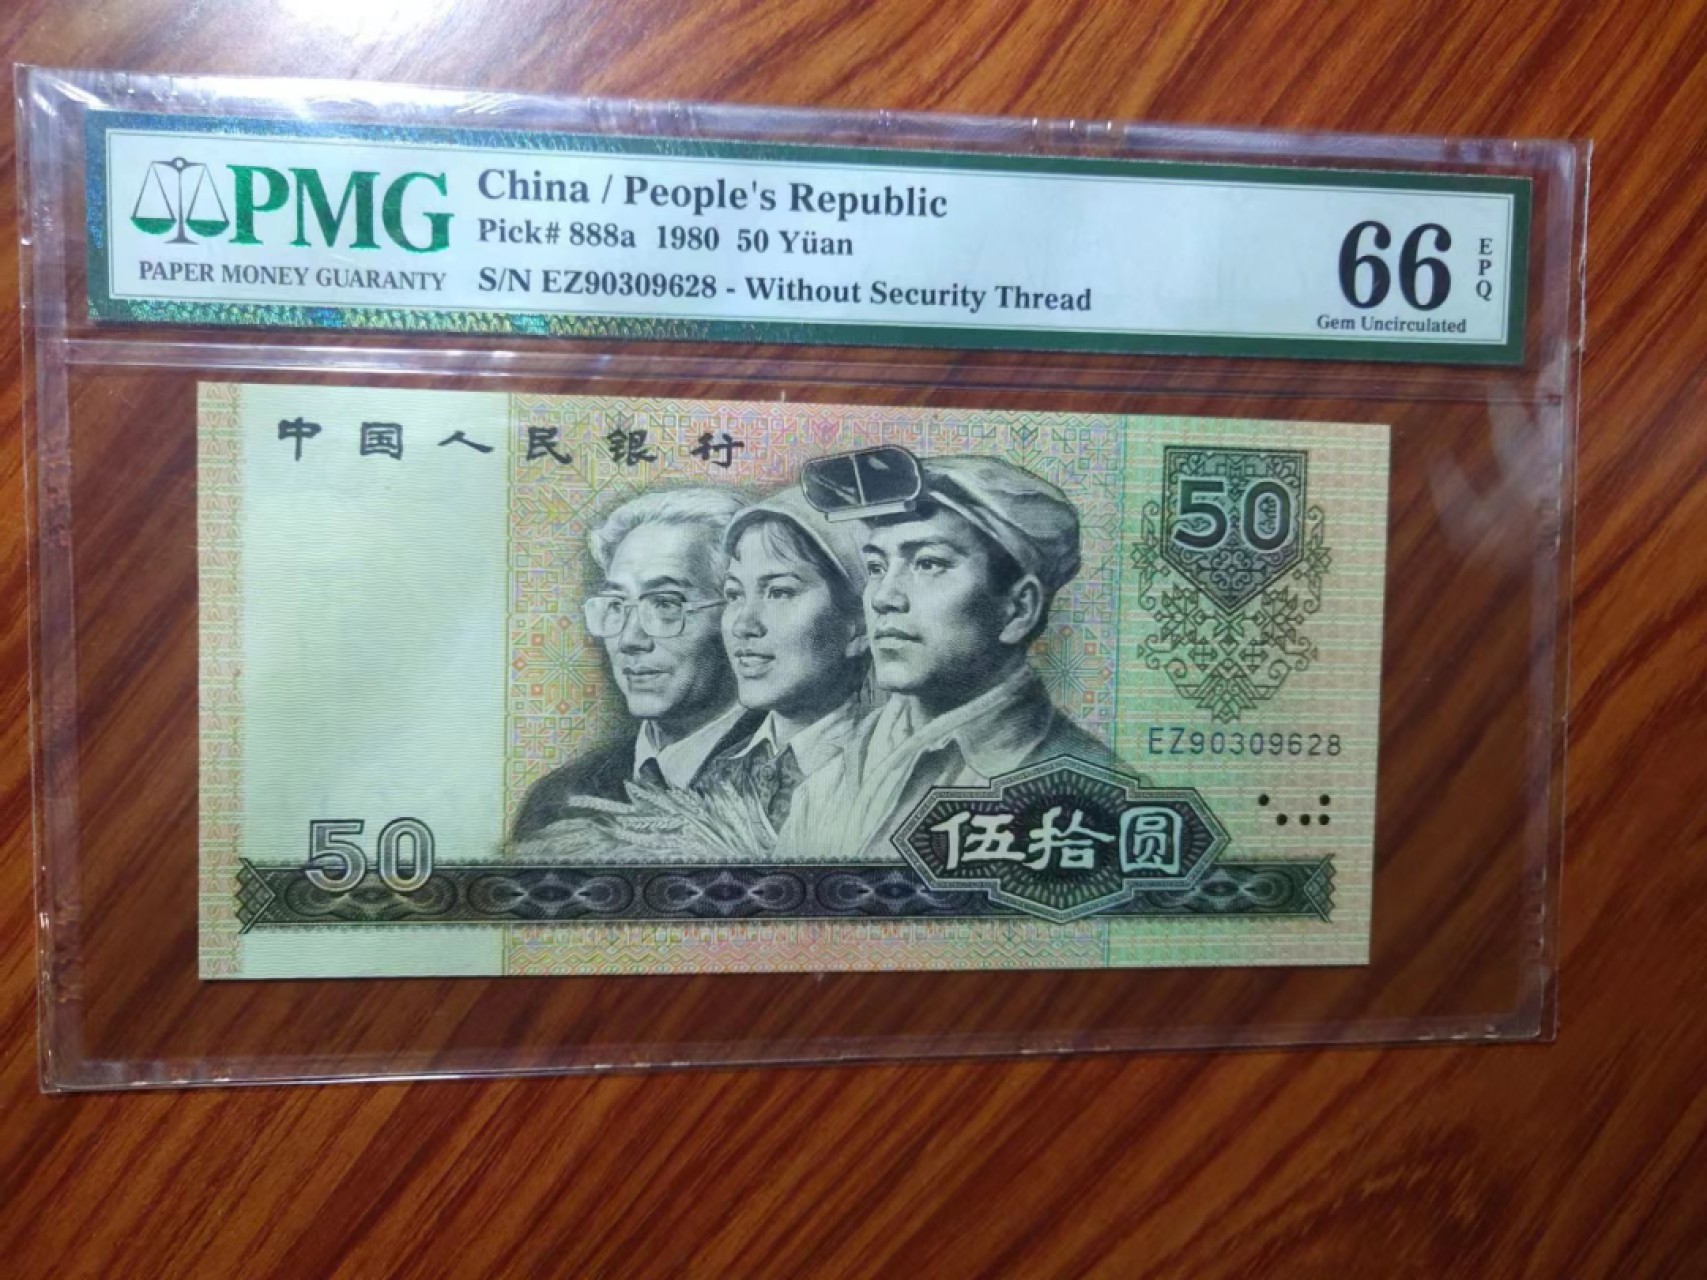 PMG
PAPER MONEY GUARANTY
China / People's Republic
Pick# 888a 1980 50 Yüan
S/N EZ90309628 - Without Security Thread
66
EPQ
Gem Uncirculated
中国人民银行
50
EZ90309628
50
伍拾圆